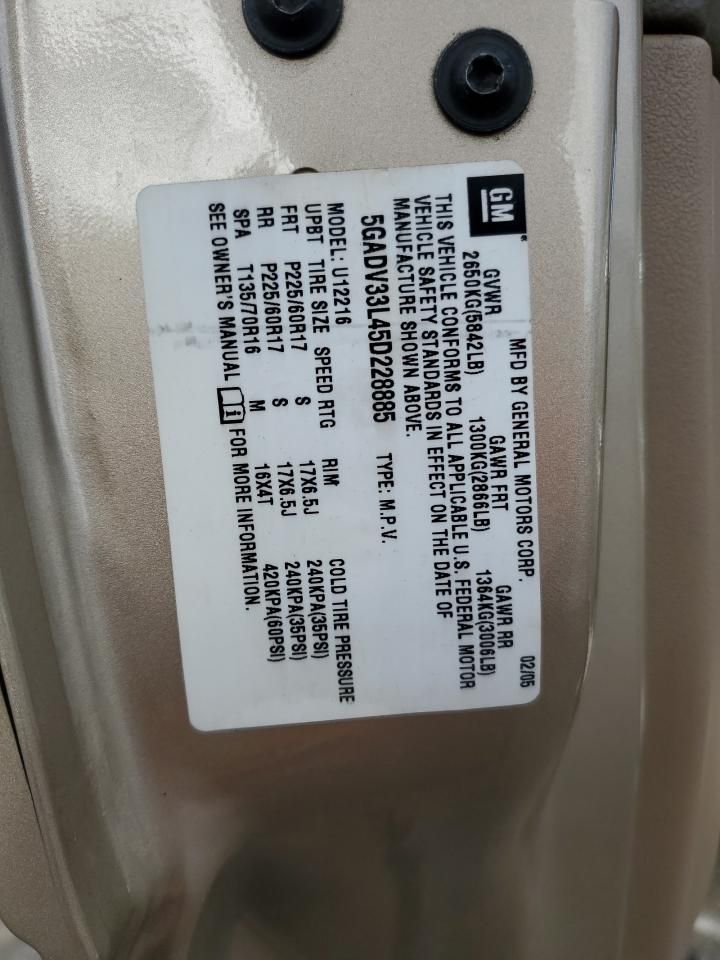 GM
MFD BY GENERAL MOTORS CORP. 02/05
GVWR GAWR FRT GAWR RR
2650KG(5842LB) 1300KG(2866LB) 1364KG(3006LB)
THIS VEHICLE CONFORMS TO ALL APPLICABLE U.S. FEDERAL MOTOR
VEHICLE SAFETY STANDARDS IN EFFECT ON THE DATE OF
MANUFACTURE SHOWN ABOVE.
5GADV33L45D228885 TYPE: M.P.V.
MODEL: U12216
UPBT TIRE SIZE SPEED RTG RIM COLD TIRE PRESSURE
FRT P225/60R17 S 17X6.5J 240KPA(35PSI)
RR P225/60R17 S 17X6.5J 240KPA(35PSI)
SPA T135/70R16 M 16X4T 420KPA(60PSI)
SEE OWNER'S MANUAL FOR MORE INFORMATION.